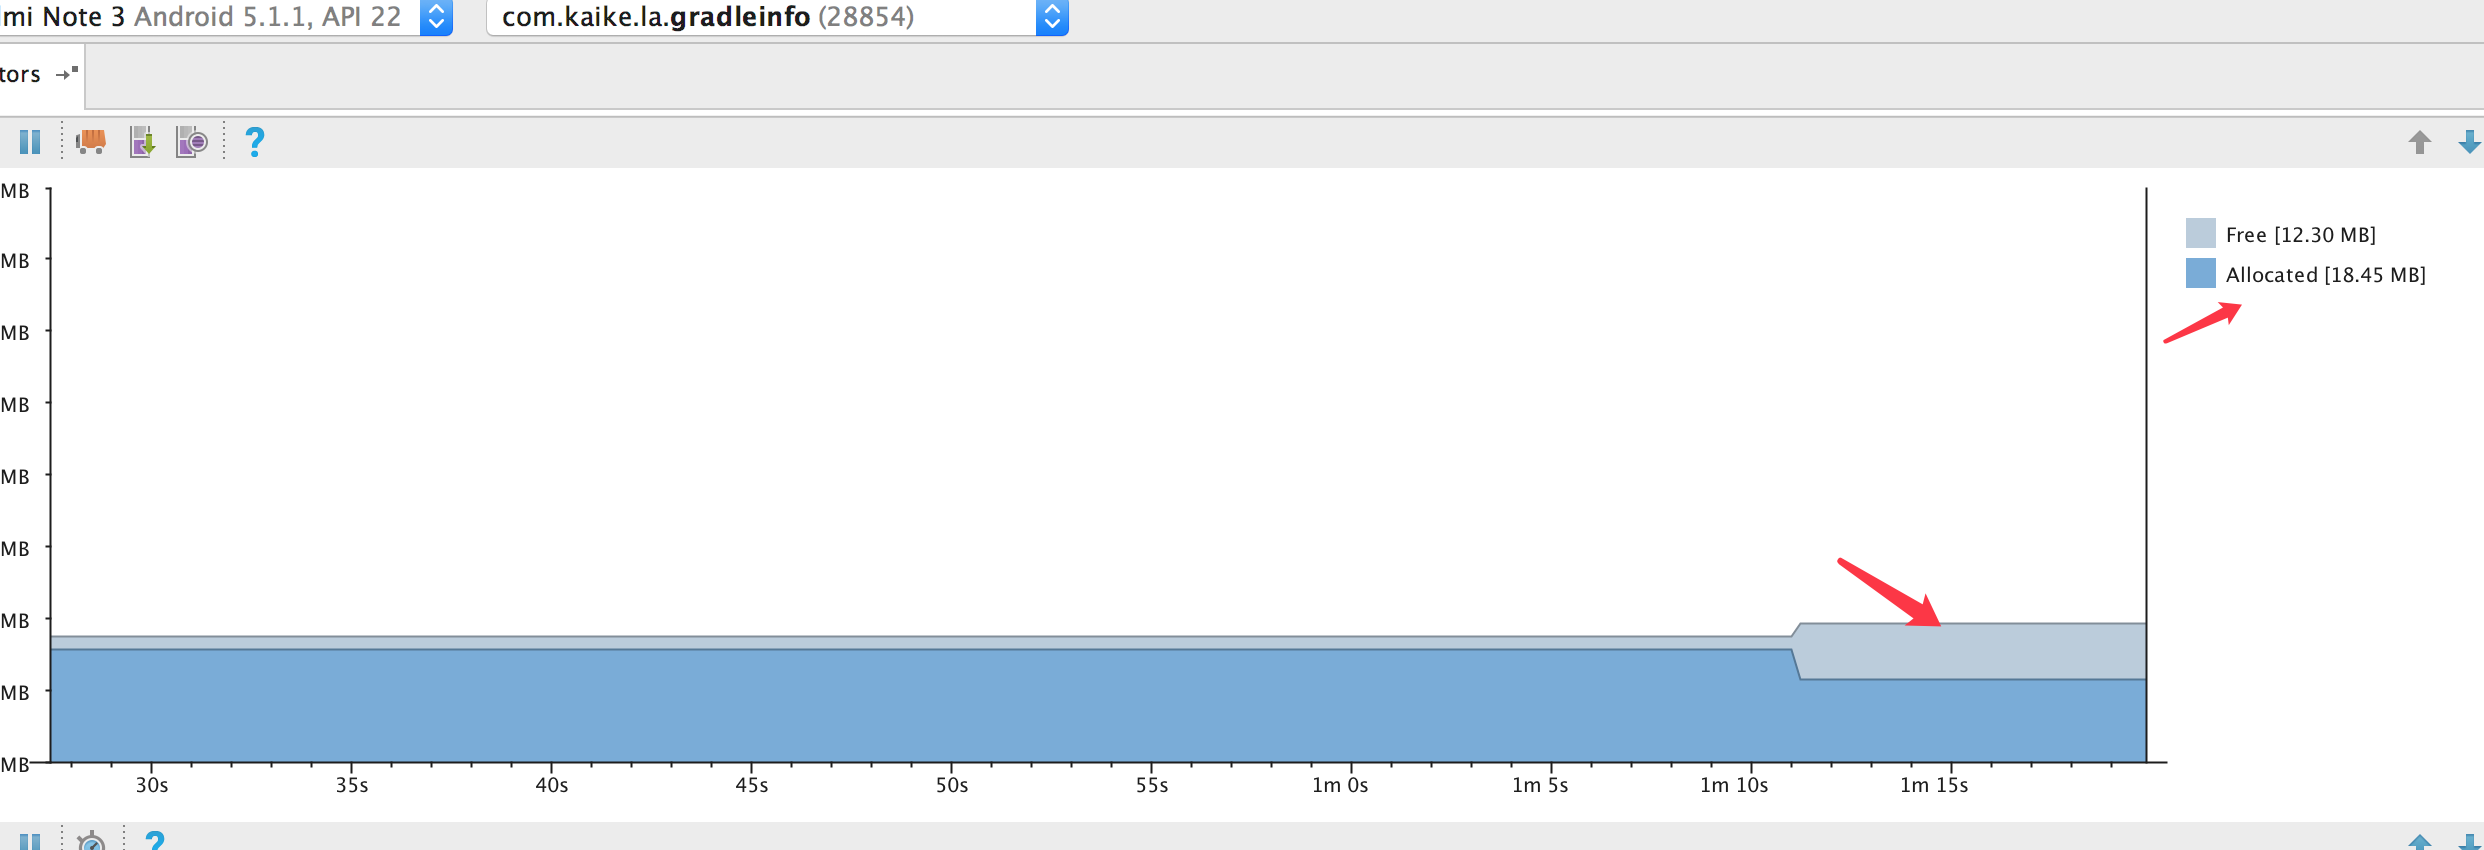 mi Note 3 Android 5.1.1, API 22
com.kaike.la.gradleinfo (28854)
tors
?
MB
MB
MB
MB
MB
MB
MB
MB
MB
Free [12.30 MB]
Allocated [18.45 MB]
30s
35s
40s
45s
50s
55s
1m 0s
1m 5s
1m 10s
1m 15s
?